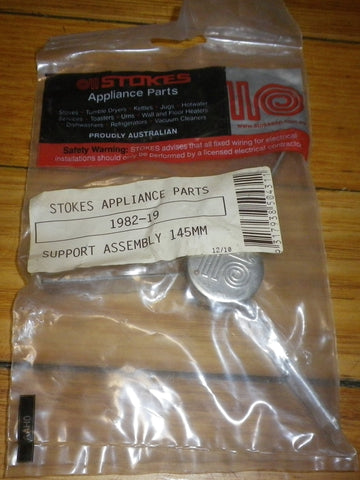 STOKES
Appliance Parts
Stoves - Tumble Dryers - Kettles - Jugs - Hotwater
Services - Toasters - Urns - Wall and Floor Heaters
Dishwashers - Refrigerators - Vacuum Cleaners
PROUDLY AUSTRALIAN
Safety Warning: STOKES advises that all fixed wiring for electrical
installations should only be performed by a licensed electrical contractor
STOKES APPLIANCE PARTS
1982-19
SUPPORT ASSEMBLY 145MM
12/10